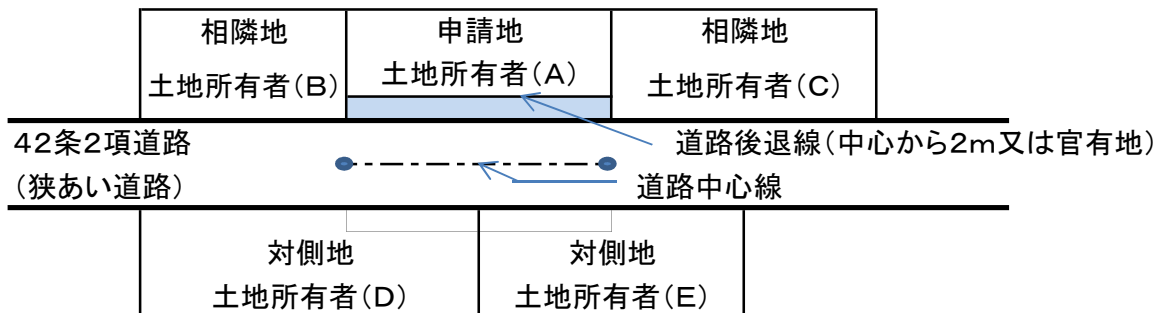 相隣地
土地所有者(B)
申請地
土地所有者(A)
相隣地
土地所有者(C)
42条2項道路
(狭あい道路)
道路後退線(中心から2m又は官有地)
道路中心線
対側地
土地所有者(D)
対側地
土地所有者(E)